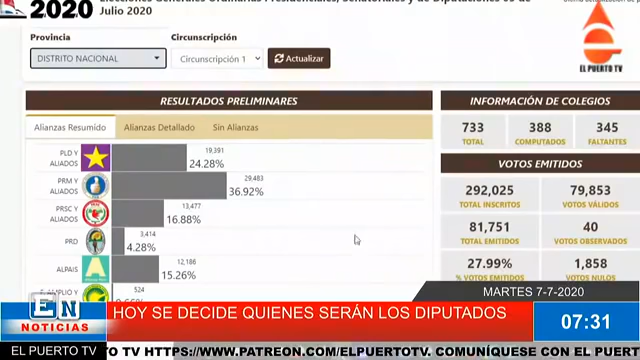 2020
Elecciones Generales Ordinarias Presidenciales, Senatoriales y de Diputaciones 05 de
Julio 2020
Provincia
Circunscripción
DISTRITO NACIONAL
Circunscripción 1
Actualizar
EL PUERTO TV
RESULTADOS PRELIMINARES
Alianzas Resumido
Alianzas Detallado
Sin Alianzas
PLD Y ALIADOS
19,391
24.28%
PRM Y ALIADOS
29,483
36.92%
PRSC Y ALIADOS
13,477
16.88%
PRD
3,414
4.28%
ALPAIS
12,186
15.26%
524
INFORMACIÓN DE COLEGIOS
733
388
345
TOTAL
COMPUTADOS
FALTANTES
VOTOS EMITIDOS
292,025
79,853
TOTAL INSCRITOS
VOTOS VÁLIDOS
81,751
40
TOTAL EMITIDOS
VOTOS OBSERVADOS
27.99%
1,858
% VOTOS EMITIDOS
VOTOS NULOS
MARTES 7-7-2020
EN
NOTICIAS
HOY SE DECIDE QUIENES SERÁN LOS DIPUTADOS
07:31
EL PUERTO TV
TO TV HTTPS://WWW.PATREON.COM/ELPUERTOTV. COMUNÍQUESE CON EL PUER